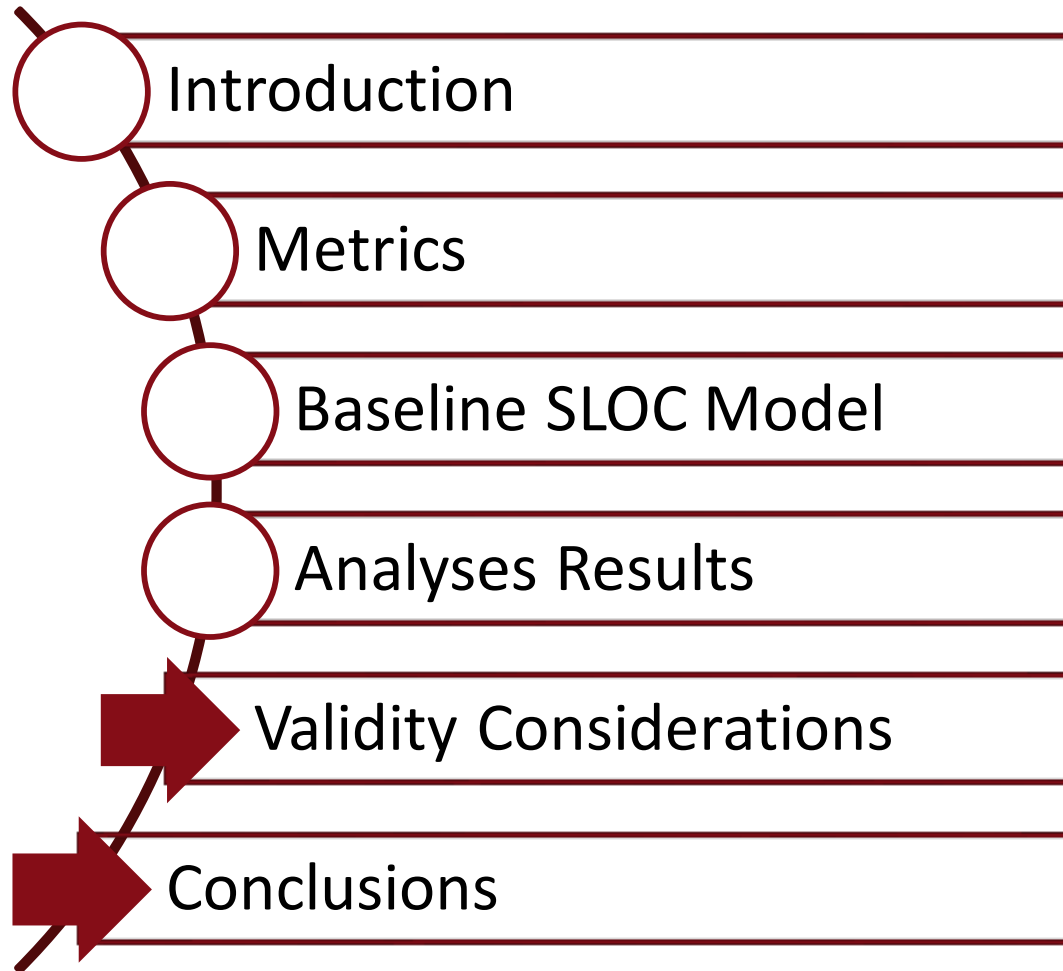 Introduction
Metrics
Baseline SLOC Model
Analyses Results
Validity Considerations
Conclusions